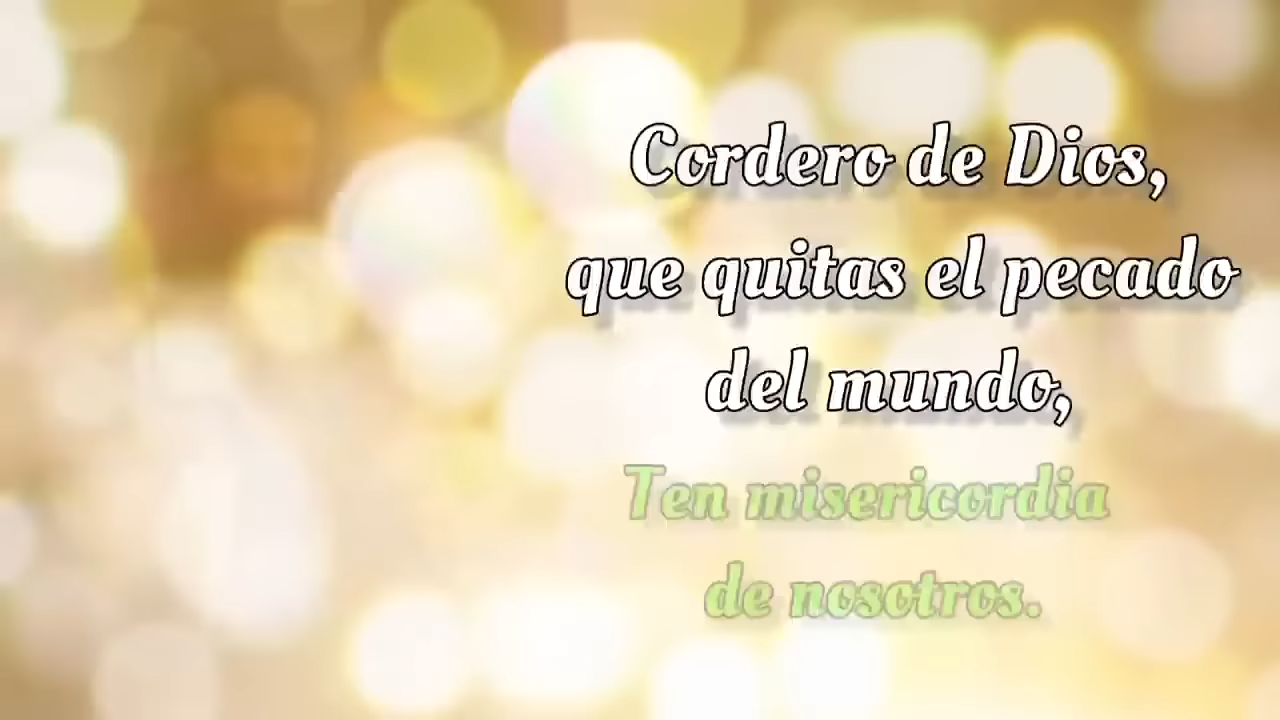 Cordero de Dios,
que quitas el pecado
del mundo,
Ten misericordia
de nosotros.